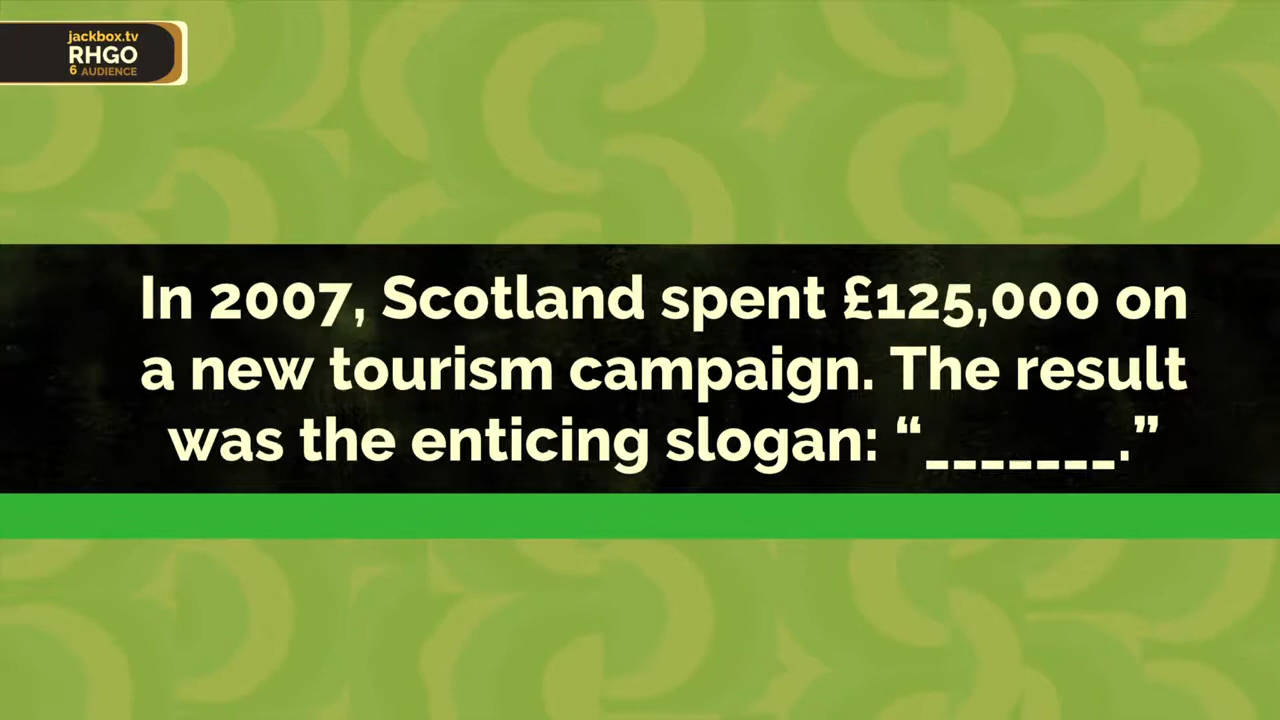 jackbox.tv
RHGO
6 AUDIENCE
In 2007, Scotland spent £125,000 on
a new tourism campaign. The result
was the enticing slogan: “_______.”